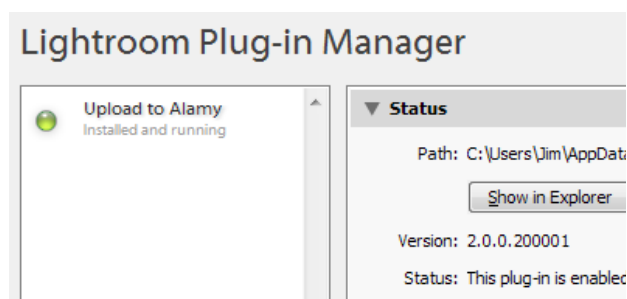 Lightroom Plug-in Manager
Upload to Alamy
Installed and running
Status
Path: C:\Users\Jim\AppData
Show in Explorer
Version: 2.0.0.200001
Status: This plug-in is enabled